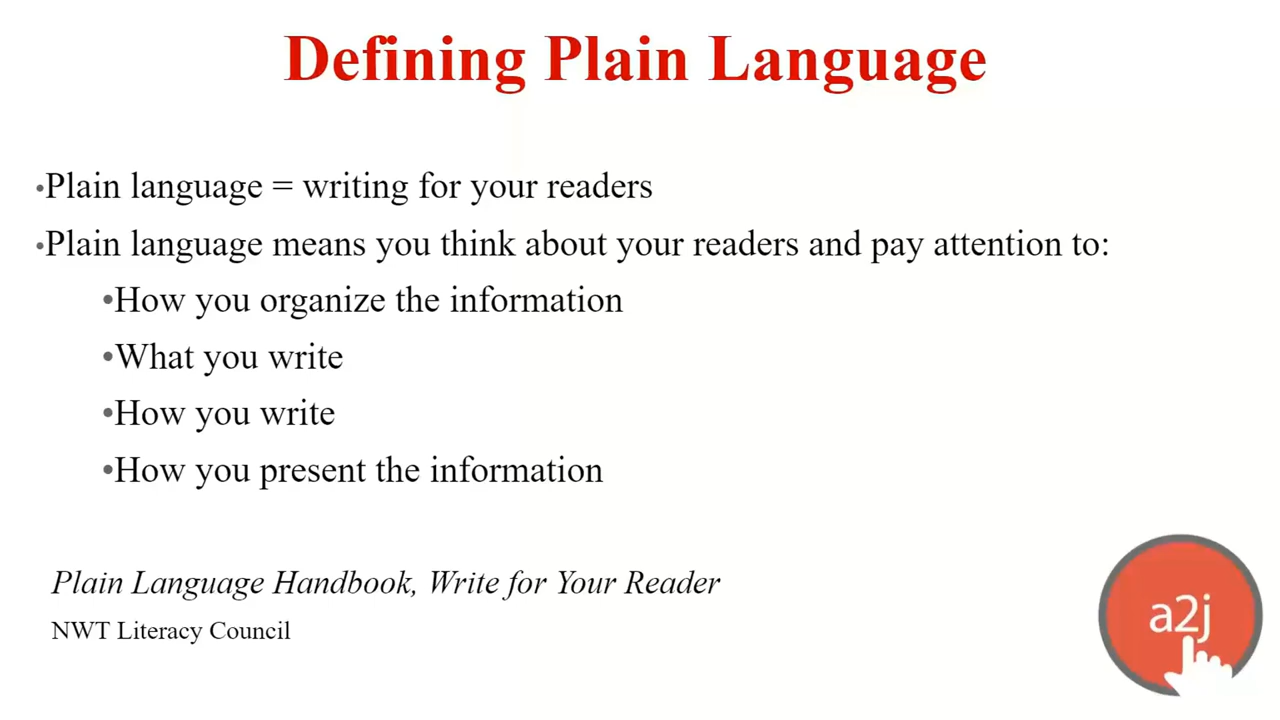 Defining Plain Language
•Plain language = writing for your readers
•Plain language means you think about your readers and pay attention to:
•How you organize the information
•What you write
•How you write
•How you present the information
Plain Language Handbook, Write for Your Reader
NWT Literacy Council
a2j